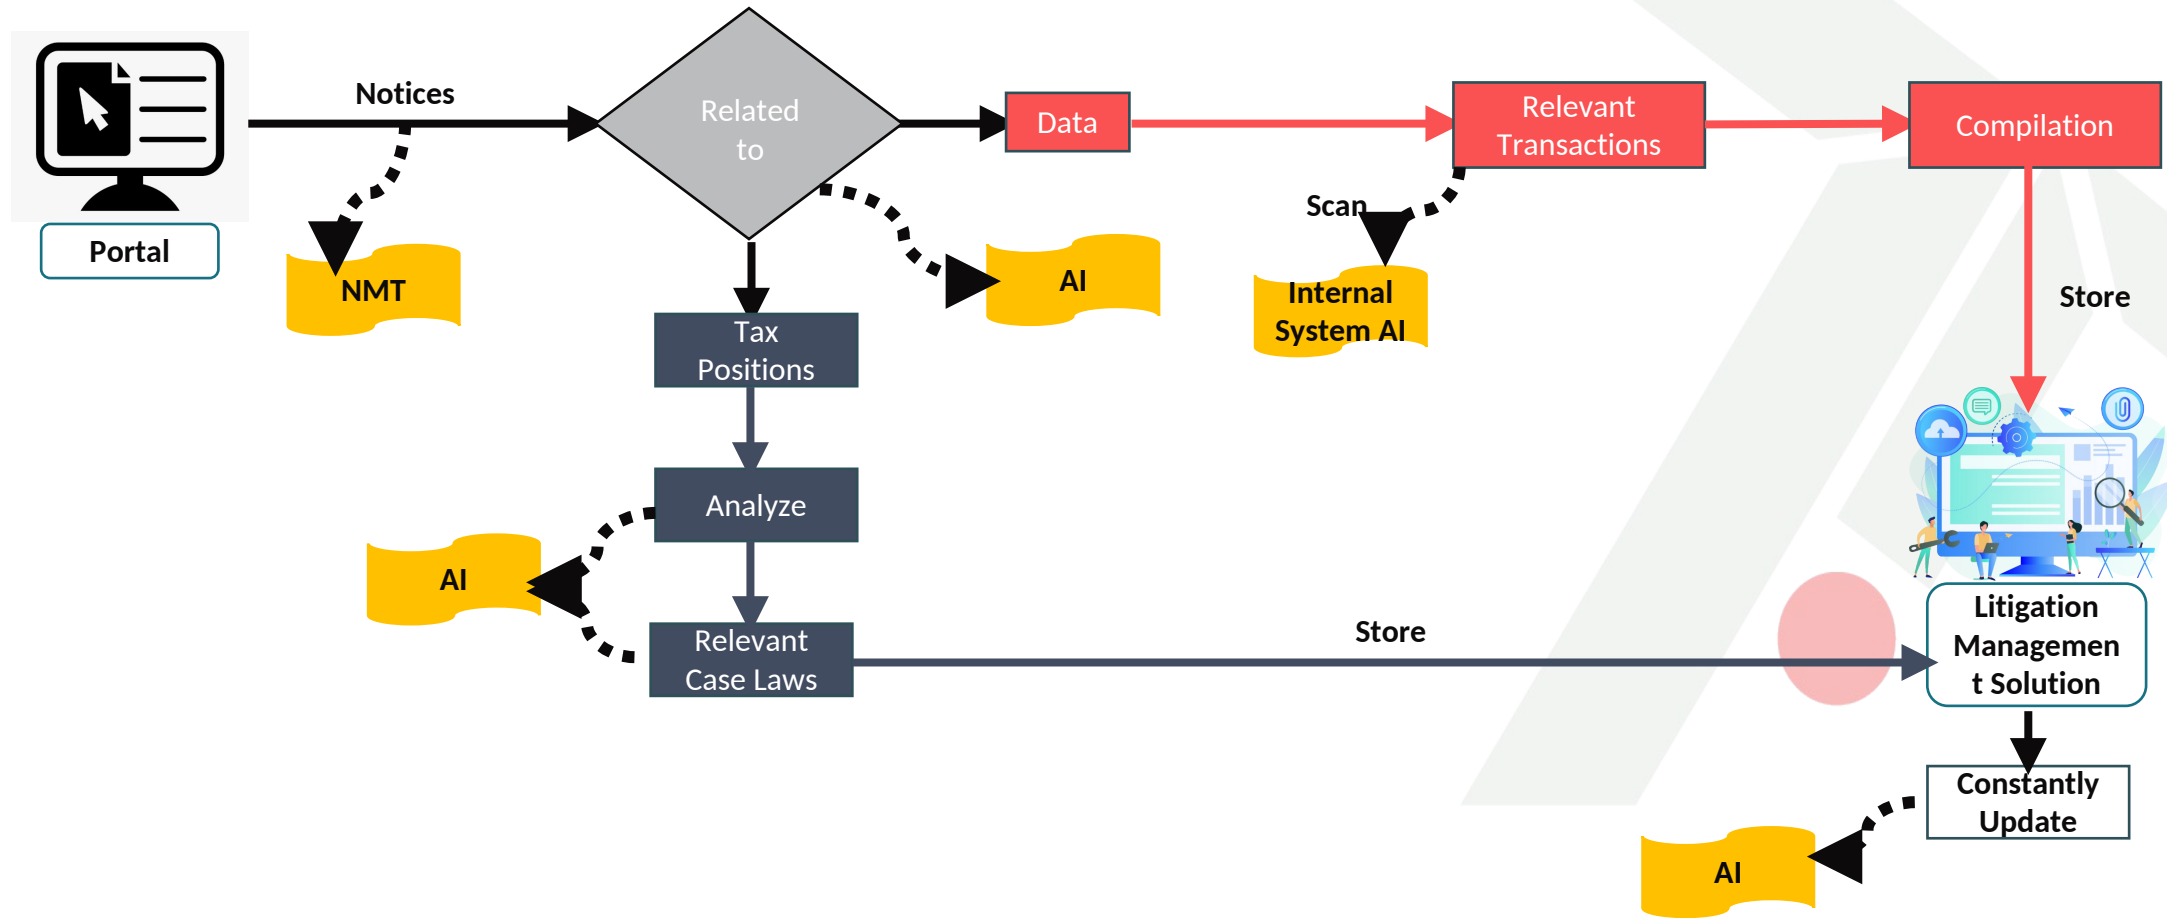 Notices
Related
to
Data
Relevant
Transactions
Compilation
Portal
NMT
AI
Scan
Internal
System AI
Store
Tax
Positions
Analyze
AI
Relevant
Case Laws
Store
Litigation
Managemen
t Solution
Constantly
Update
AI